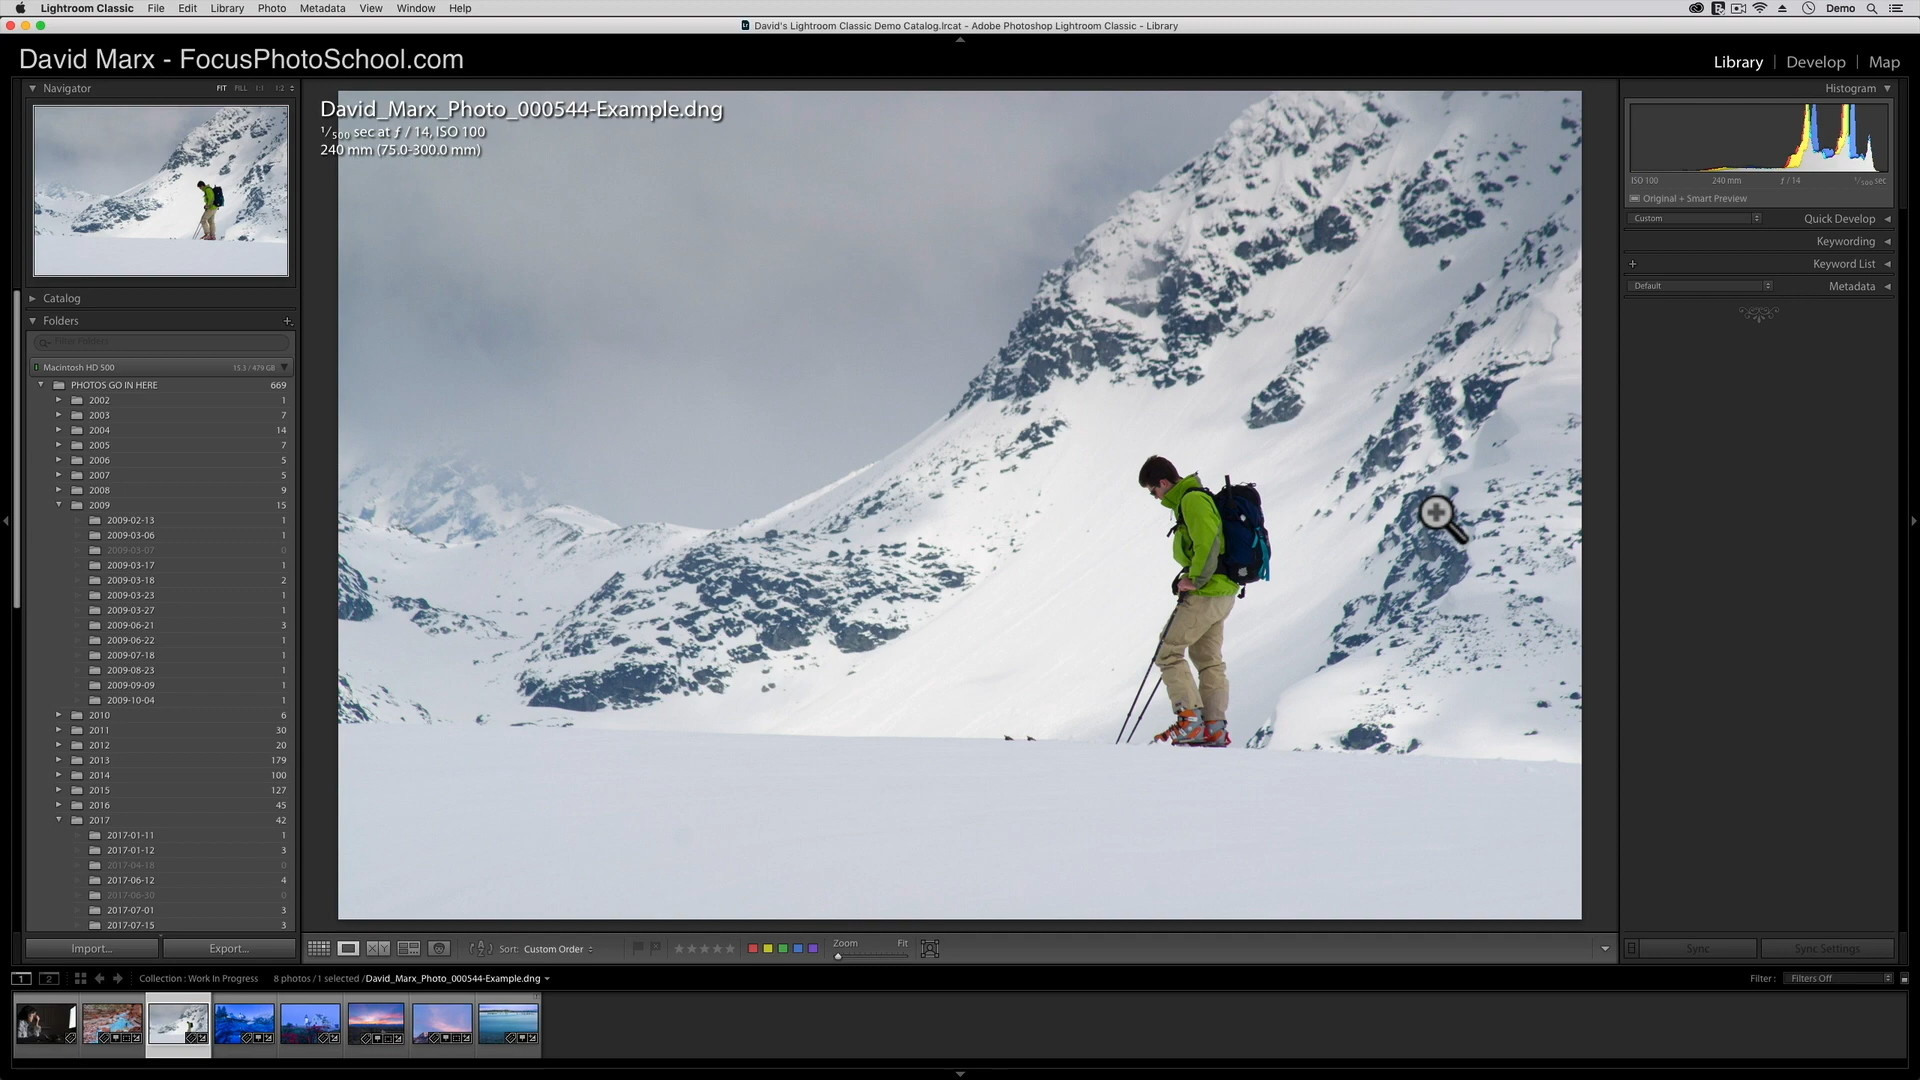 Lightroom Classic File Edit Library Photo Metadata View Window Help Demo
David's Lightroom Classic Demo Catalog.lrcat - Adobe Photoshop Lightroom Classic - Library
David Marx - FocusPhotoSchool.com
Library | Develop | Map
Navigator FIT FILL 1:1 1:2
Histogram
David_Marx_Photo_000544-Example.dng
1/500 sec at ƒ / 14, ISO 100
240 mm (75.0-300.0 mm)
ISO 100 240 mm ƒ / 14 1/500 sec
Original + Smart Preview
Custom Quick Develop
Keywording
Keyword List
Default Metadata
Catalog
Folders
Filter Folders
Macintosh HD 500 15.3 / 479 GB
PHOTOS GO IN HERE 669
2002 1
2003 7
2004 14
2005 7
2006 5
2007 5
2008 9
2009 15
2009-02-13 1
2009-03-06 1
2009-03-07 0
2009-03-17 1
2009-03-18 2
2009-03-23 1
2009-03-27 1
2009-06-21 3
2009-06-22 1
2009-07-18 1
2009-08-23 1
2009-09-09 1
2009-10-04 1
2010 6
2011 30
2012 20
2013 179
2014 100
2015 127
2016 45
2017 42
2017-01-11 1
2017-01-12 3
2017-04-18 0
2017-06-12 4
2017-06-30 0
2017-07-01 3
2017-07-15 3
Import... Export...
Sort: Custom Order Zoom Fit
Sync Sync Settings
1 2 Collection : Work In Progress 8 photos / 1 selected / David_Marx_Photo_000544-Example.dng
Filter : Filters Off